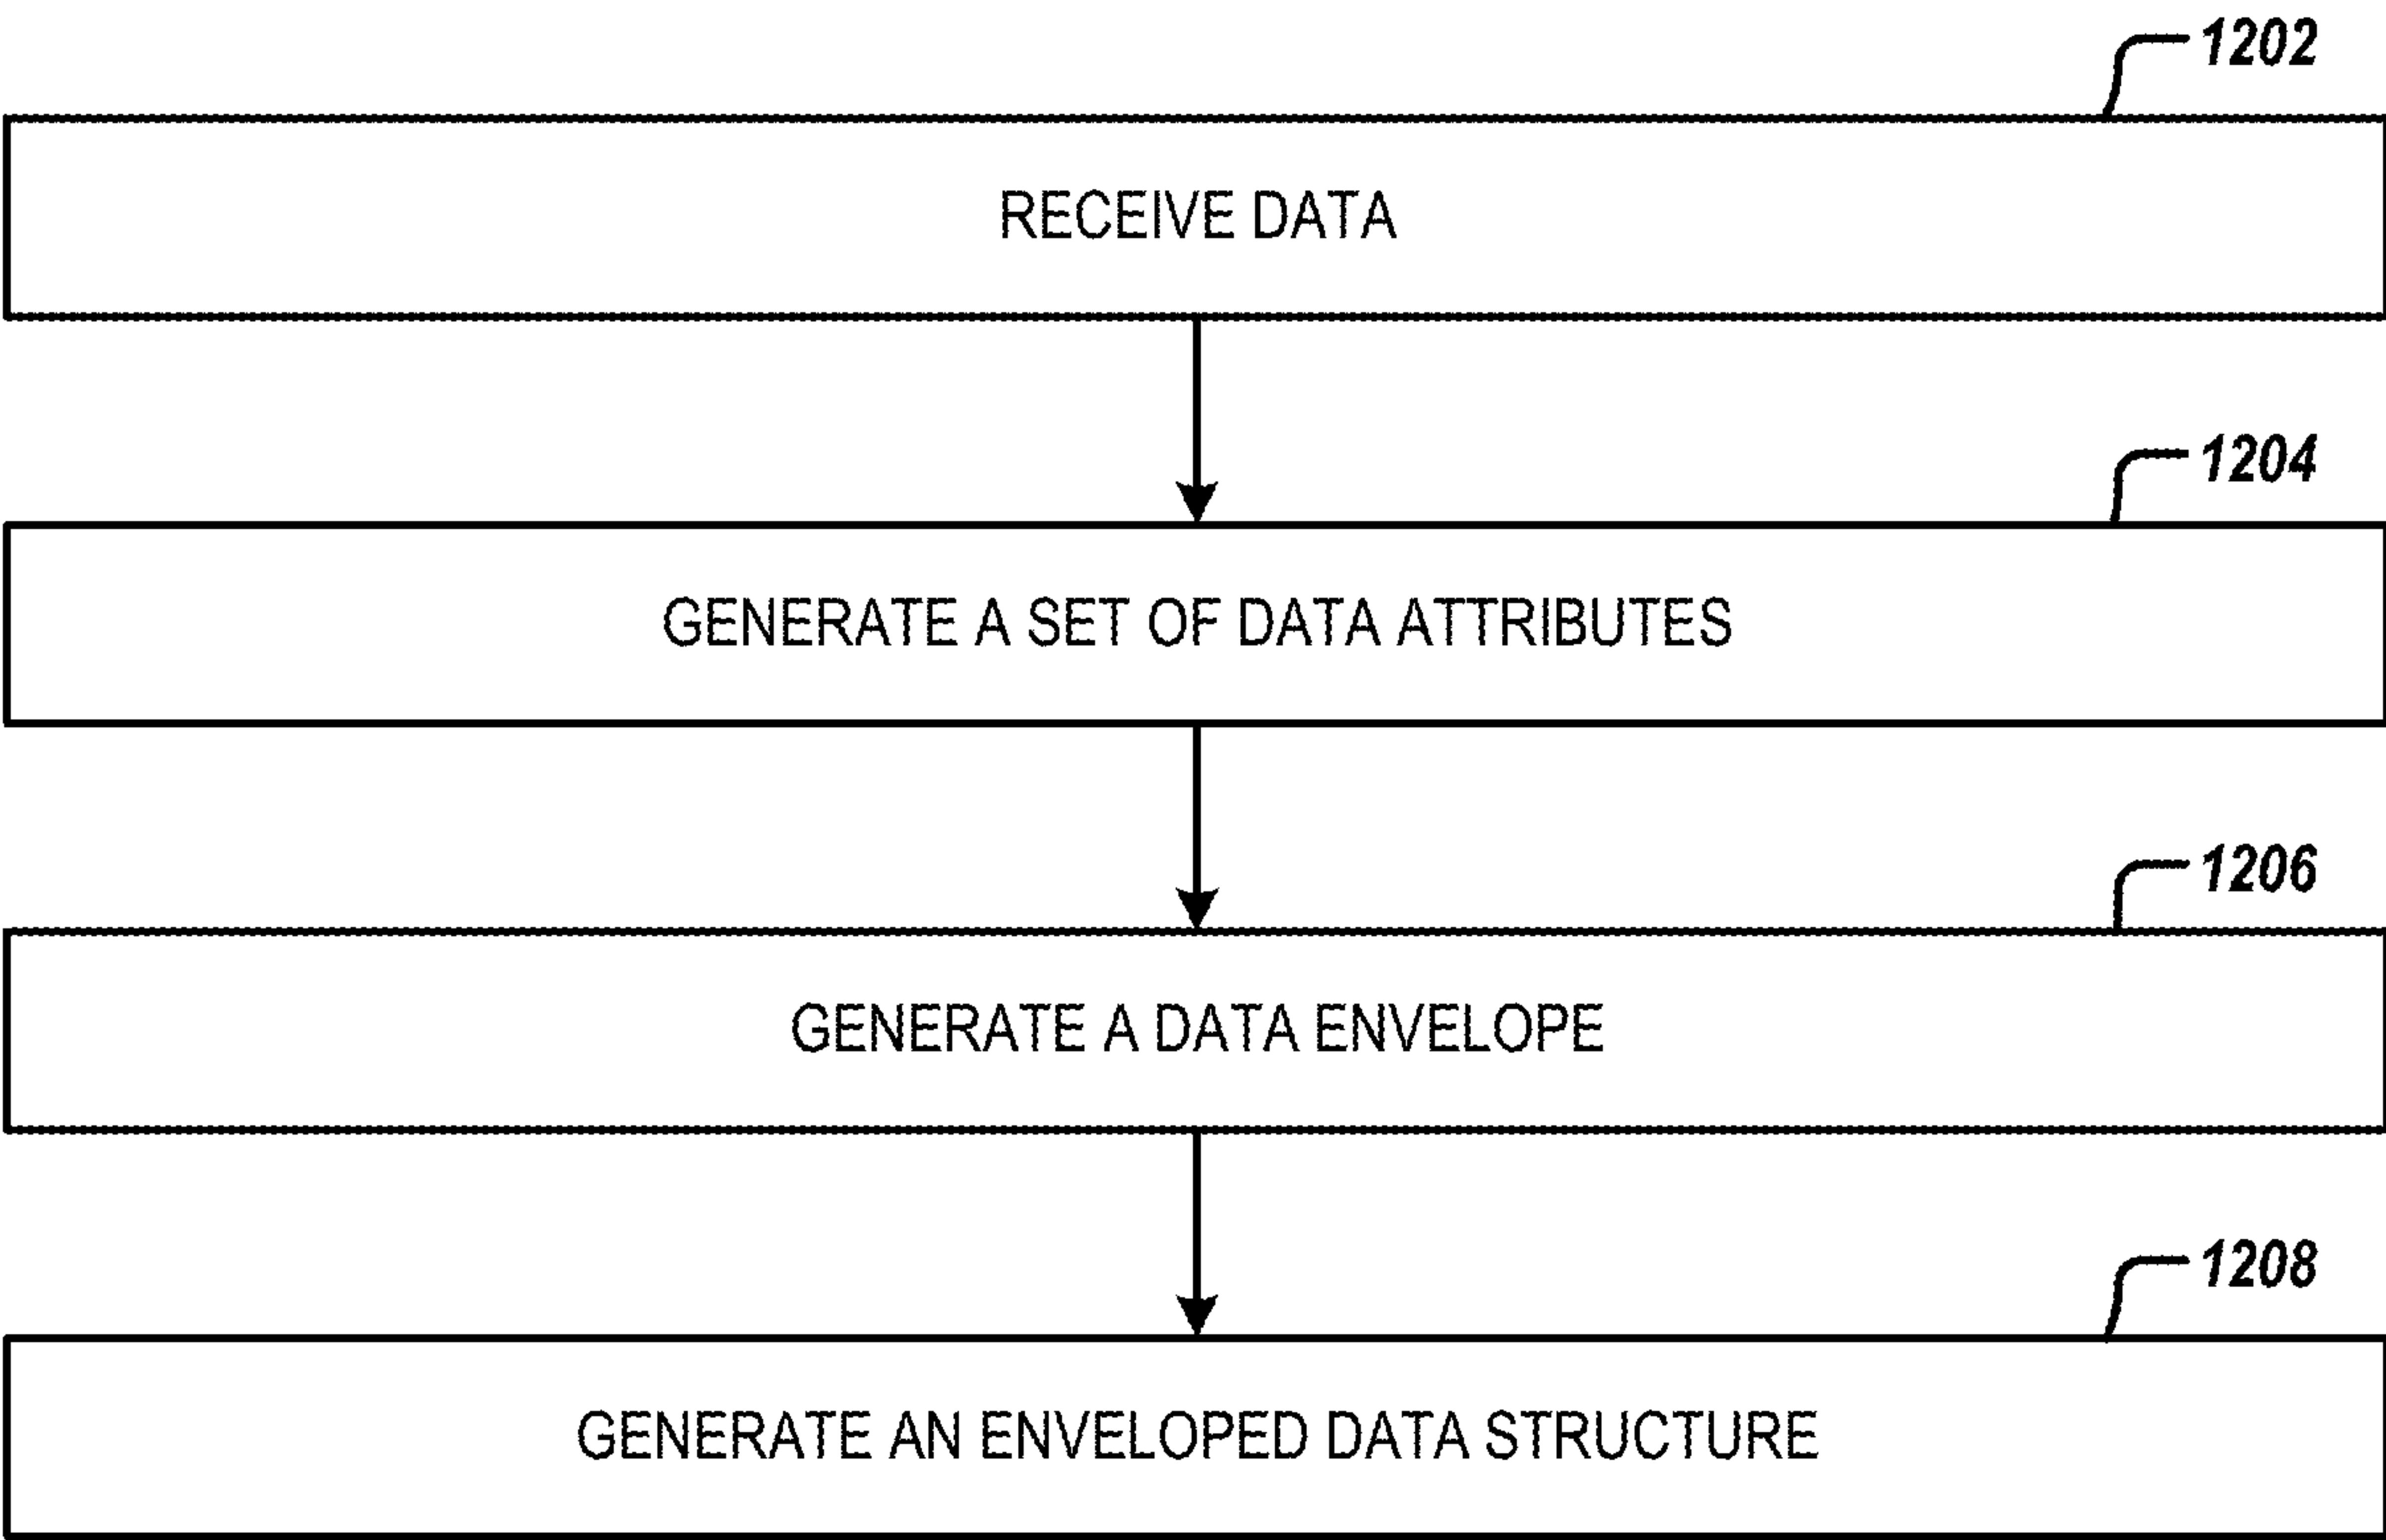 1202
RECEIVE DATA
1204
GENERATE A SET OF DATA ATTRIBUTES
1206
GENERATE A DATA ENVELOPE
1208
GENERATE AN ENVELOPED DATA STRUCTURE